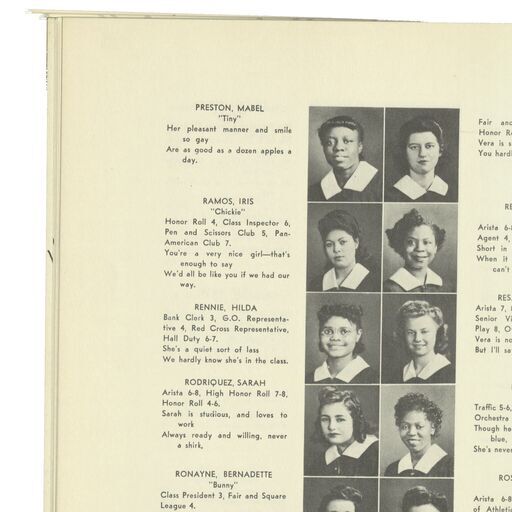 PRESTON, MABEL
"Tiny"
Her pleasant manner and smile
so gay
Are as good as a dozen apples a
day.
RAMOS, IRIS
"Chickie"
Honor Roll 4, Class Inspector 6,
Pen and Scissors Club 5, Pan-
American Club 7.
You're a very nice girl—that's
enough to say
We'd all be like you if we had our
way.
RENNIE, HILDA
Bank Clerk 3, G.O. Representa-
tive 4, Red Cross Representative,
Hall Duty 6-7.
She's a quiet sort of lass
We hardly know she's in the class.
RODRIQUEZ, SARAH
Arista 6-8, High Honor Roll 7-8,
Honor Roll 4-6.
Sarah is studious, and loves to
work
Always ready and willing, never
a shirk,
RONAYNE, BERNADETTE
"Bunny"
Class President 3, Fair and Square
League 4.
Fair and
Honor
Vera is
You
Arista 6-
Agent 4,
Short in
When it
can't
Arista 7,
Senior
Play 8,
Vera is
But I'll
Traffic 5-6,
Orchestra
Though
blue,
She's never
Arista 6-8
of